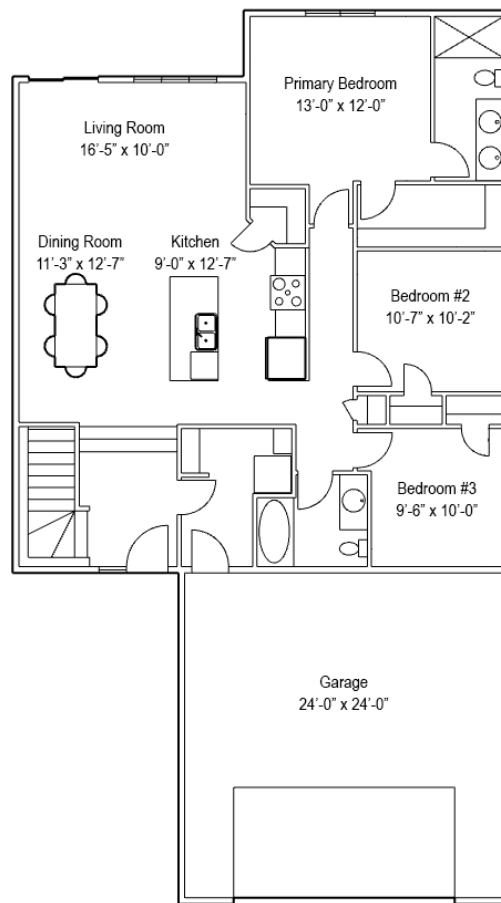 Primary Bedroom
13'-0” x 12'-0”
Living Room
16'-5” x 10'-0”
Dining Room
11'-3” x 12'-7”
Kitchen
9'-0” x 12'-7”
Bedroom #2
10'-7” x 10'-2”
Bedroom #3
9'-6” x 10'-0”
Garage
24'-0” x 24'-0”